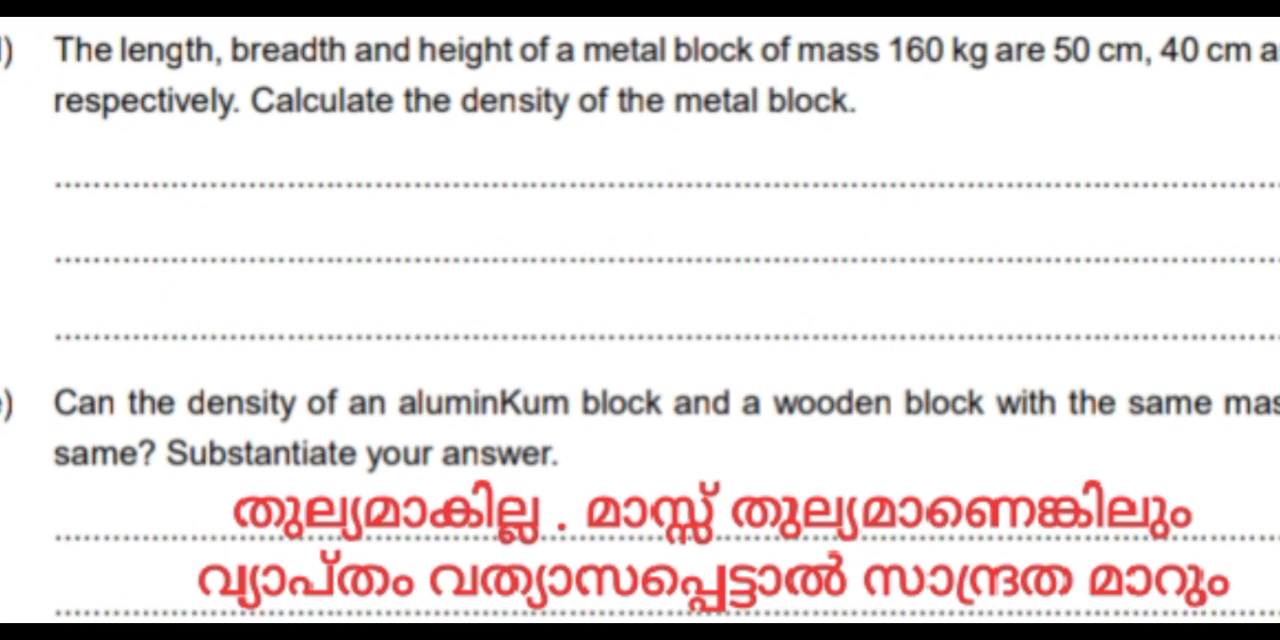 ) The length, breadth and height of a metal block of mass 160 kg are 50 cm, 40 cm a
respectively. Calculate the density of the metal block.
) Can the density of an aluminKum block and a wooden block with the same mas
same? Substantiate your answer.
തുല്യമാകില്ല . മാസ്സ് തുല്യമാണെങ്കിലും
വ്യാപ്തം വത്യാസപ്പെട്ടാൽ സാന്ദ്രത മാറും